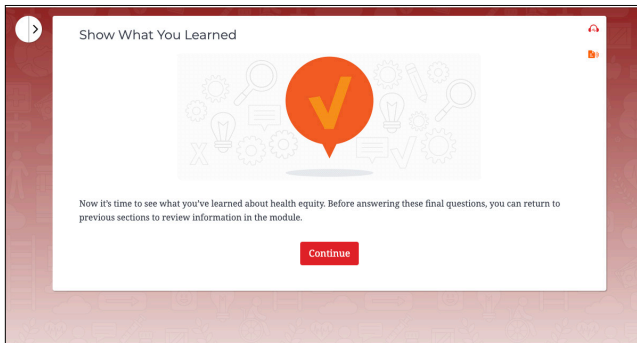 Show What You Learned
Now it's time to see what you've learned about health equity. Before answering these final questions, you can return to
previous sections to review information in the module.
Continue